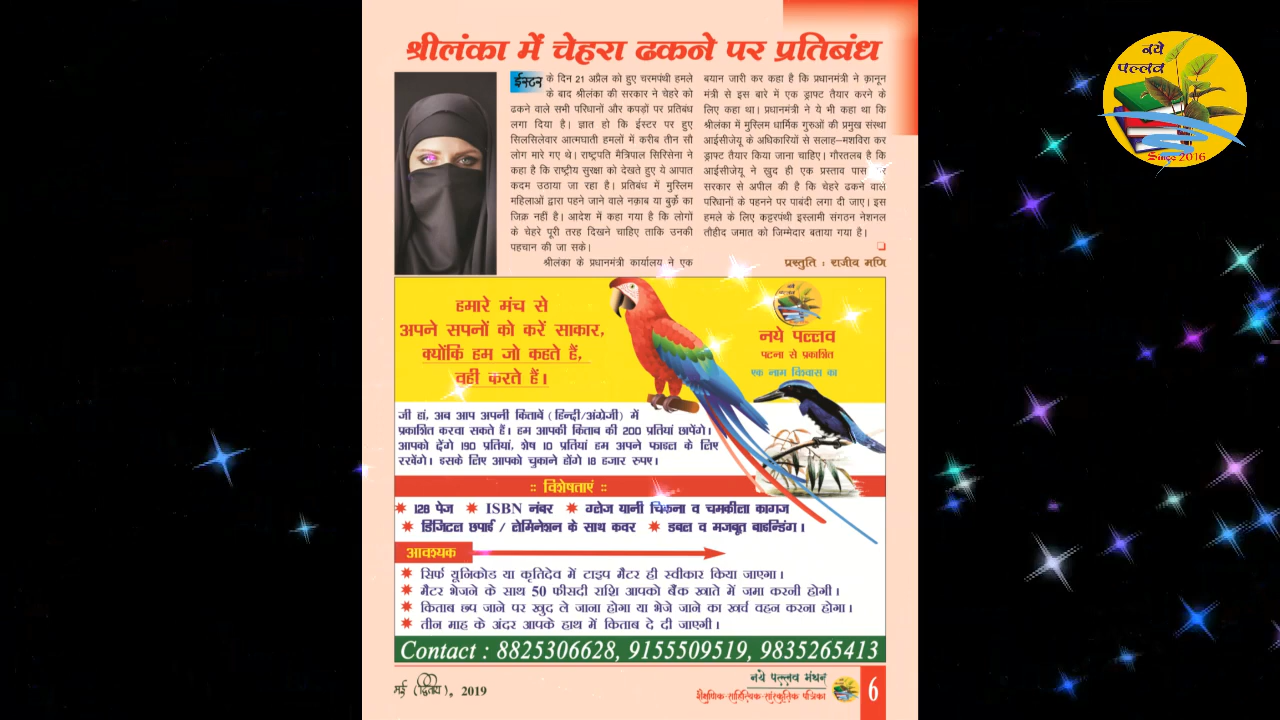 श्रीलंका में चेहरा ढकने पर प्रतिबंध
ईस्टर के दिन 21 अप्रैल को हुए चरमपंथी हमले
के बाद श्रीलंका की सरकार ने चेहरे को
ढकने वाले सभी परिधानों और कपड़ों पर प्रतिबंध
लगा दिया है। ज्ञात हो कि ईस्टर पर हुए
सिलसिलेवार आत्मघाती हमलों में करीब तीन सौ
लोग मारे गए थे। राष्ट्रपति मैत्रिपाल सिरिसेना ने
कहा है कि राष्ट्रीय सुरक्षा को देखते हुए ये आपात
कदम उठाया जा रहा है। प्रतिबंध में मुस्लिम
महिलाओं द्वारा पहने जाने वाले नक़ाब या बुर्क़े का
जिक्र नहीं है। आदेश में कहा गया है कि लोगों
के चेहरे पूरी तरह दिखने चाहिए ताकि उनकी
पहचान की जा सके।
श्रीलंका के प्रधानमंत्री कार्यालय ने एक
बयान जारी कर कहा है कि प्रधानमंत्री ने क़ानून
मंत्री से इस बारे में एक ड्राफ्ट तैयार करने के
लिए कहा था। प्रधानमंत्री ने ये भी कहा था कि
श्रीलंका में मुस्लिम धार्मिक गुरुओं की प्रमुख संस्था
आईसीजेयू के अधिकारियों से सलाह–मशविरा कर
ड्राफ्ट तैयार किया जाना चाहिए। गौरतलब है कि
आईसीजेयू ने खुद ही एक प्रस्ताव पास कर
सरकार से अपील की है कि चेहरे ढकने वाले
परिधानों के पहनने पर पाबंदी लगा दी जाए। इस
हमले के लिए कट्टरपंथी इस्लामी संगठन नेशनल
तौहीद जमात को जिम्मेदार बताया गया है।
प्रस्तुति : राजीव मणि
हमारे मंच से
अपने सपनों को करें साकार,
क्योंकि हम जो कहते हैं,
वही करते हैं।
नये पल्लव
पटना से प्रकाशित
एक नाम विश्वास का
जी हां, अब आप अपनी किताबें (हिन्दी/अंग्रेजी) में
प्रकाशित करवा सकते हैं। हम आपकी किताब की 200 प्रतियां छापेंगे।
आपको देंगे 190 प्रतियां, शेष 10 प्रतियां हम अपने फाइल के लिए
रखेंगे। इसके लिए आपको चुकाने होंगे 18 हजार रुपए।
:: विशेषताएं ::
128 पेज ISBN नंबर ग्लेज यानी चिकना व चमकीला कागज
डिजिटल छपाई / लेमिनेशन के साथ कवर डबल व मजबूत बाइन्डिंग।
आवश्यक
सिर्फ यूनिकोड या कृतिदेव में टाइप मैटर ही स्वीकार किया जाएगा।
मैटर भेजने के साथ 50 फीसदी राशि आपको बैंक खाते में जमा करनी होगी।
किताब छप जाने पर खुद ले जाना होगा या भेजे जाने का खर्च वहन करना होगा।
तीन माह के अंदर आपके हाथ में किताब दे दी जाएगी।
Contact : 8825306628, 9155509519, 9835265413
मई (द्वितीय), 2019
नये पल्लव मंथन
शैक्षणिक-साहित्यिक-सांस्कृतिक पत्रिका
6
नये
पल्लव
Since 2016